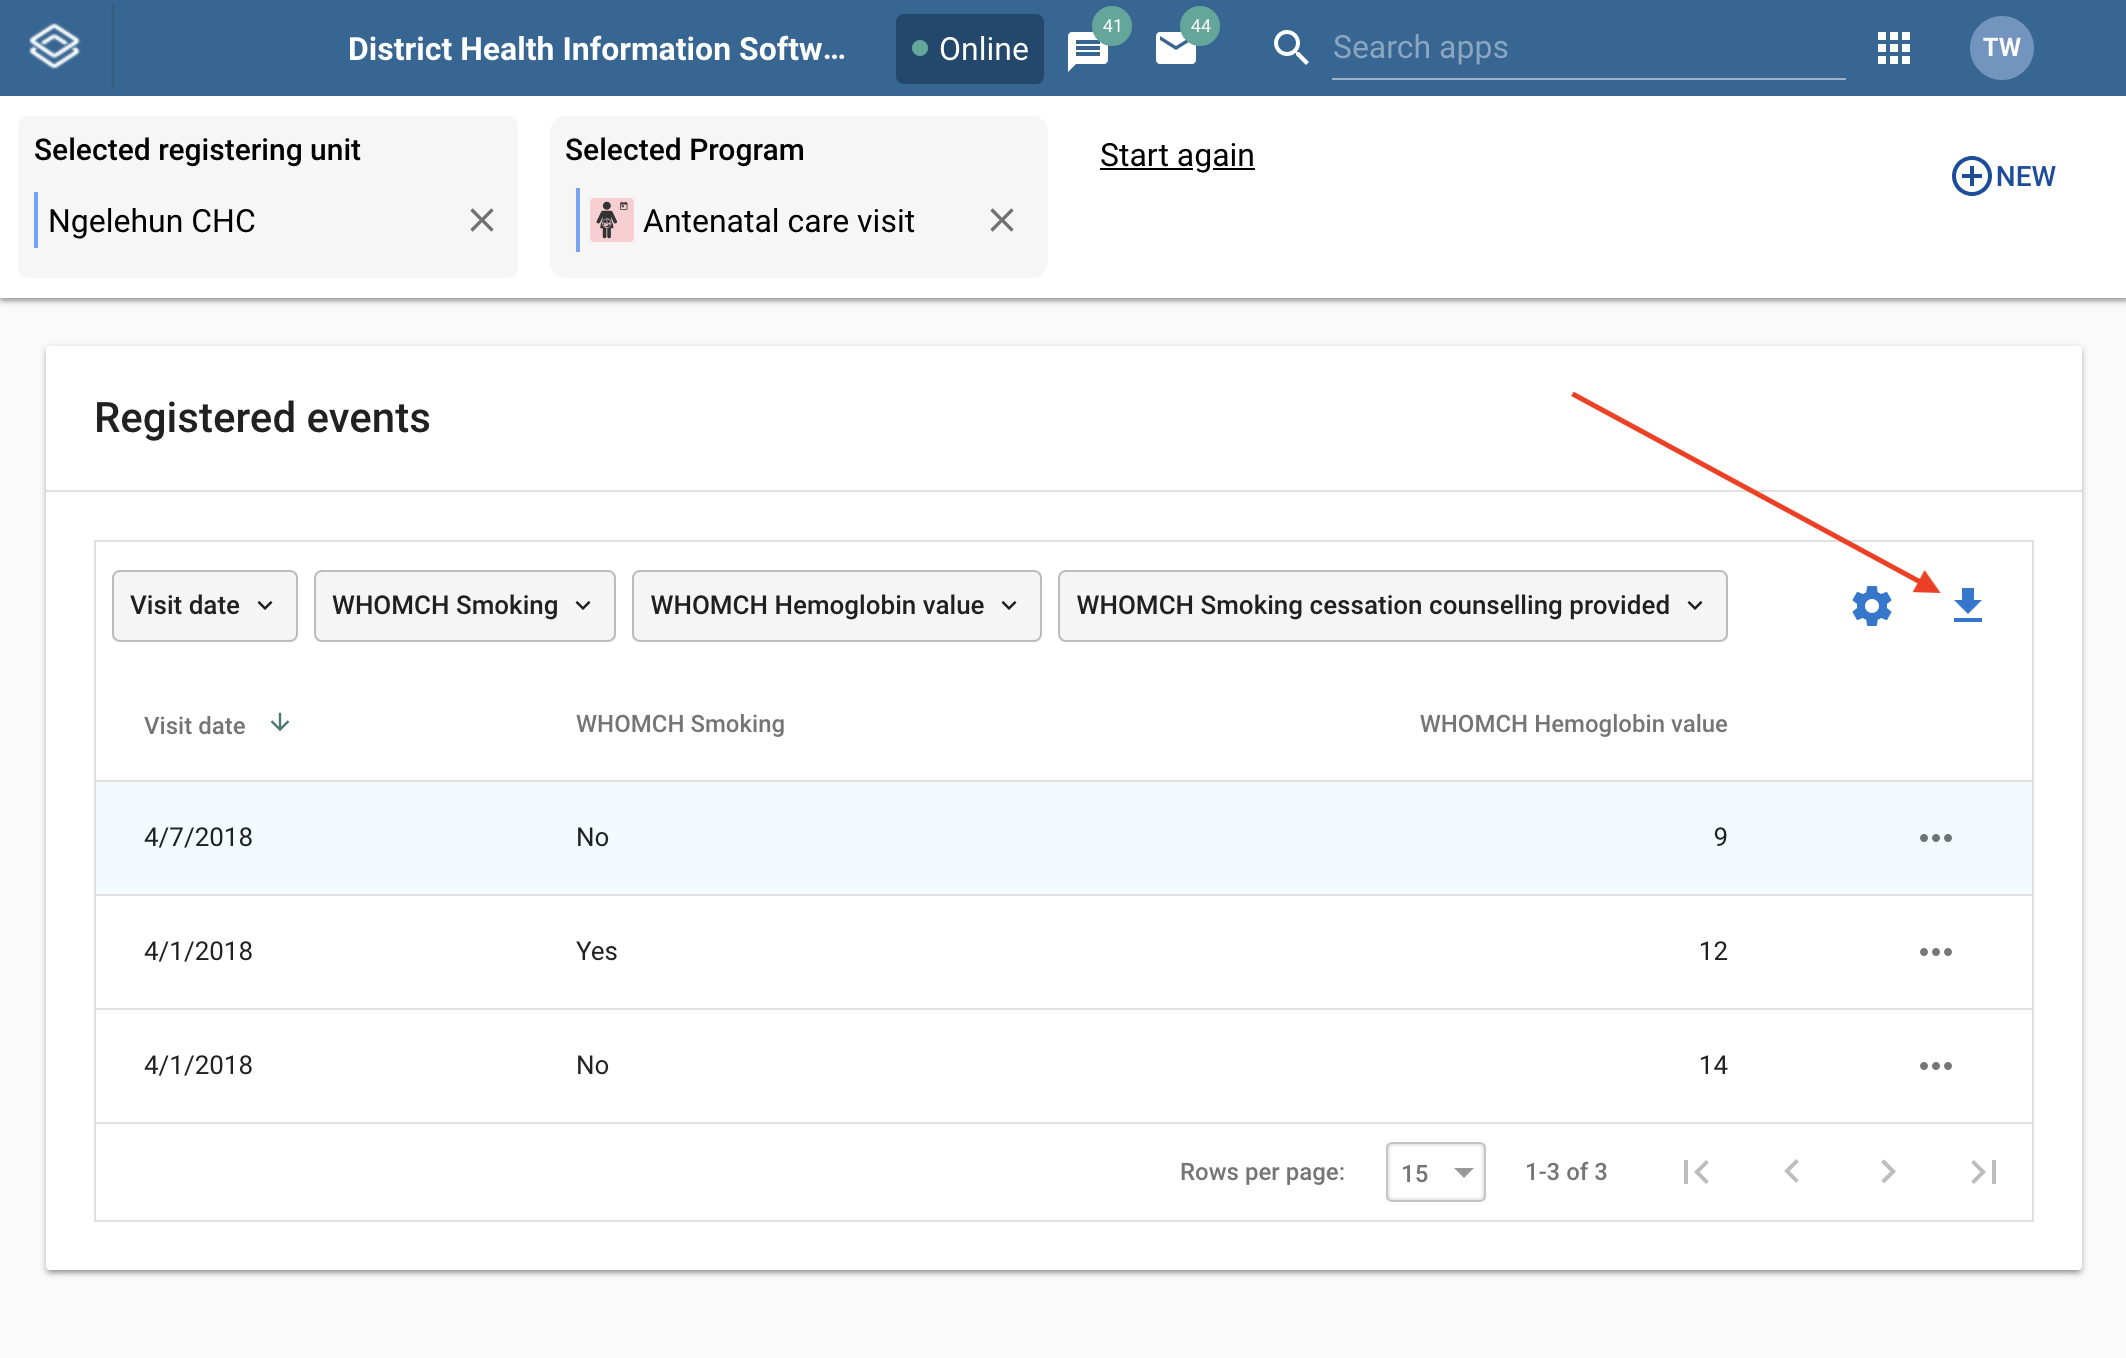 District Health Information Softw...
Online
41
44
Search apps
TW
Selected registering unit
Ngelehun CHC
Selected Program
Antenatal care visit
Start again
NEW
Registered events
Visit date
WHOMCH Smoking
WHOMCH Hemoglobin value
WHOMCH Smoking cessation counselling provided
Visit date
WHOMCH Smoking
WHOMCH Hemoglobin value
4/7/2018
No
9
4/1/2018
Yes
12
4/1/2018
No
14
Rows per page:
15
1-3 of 3